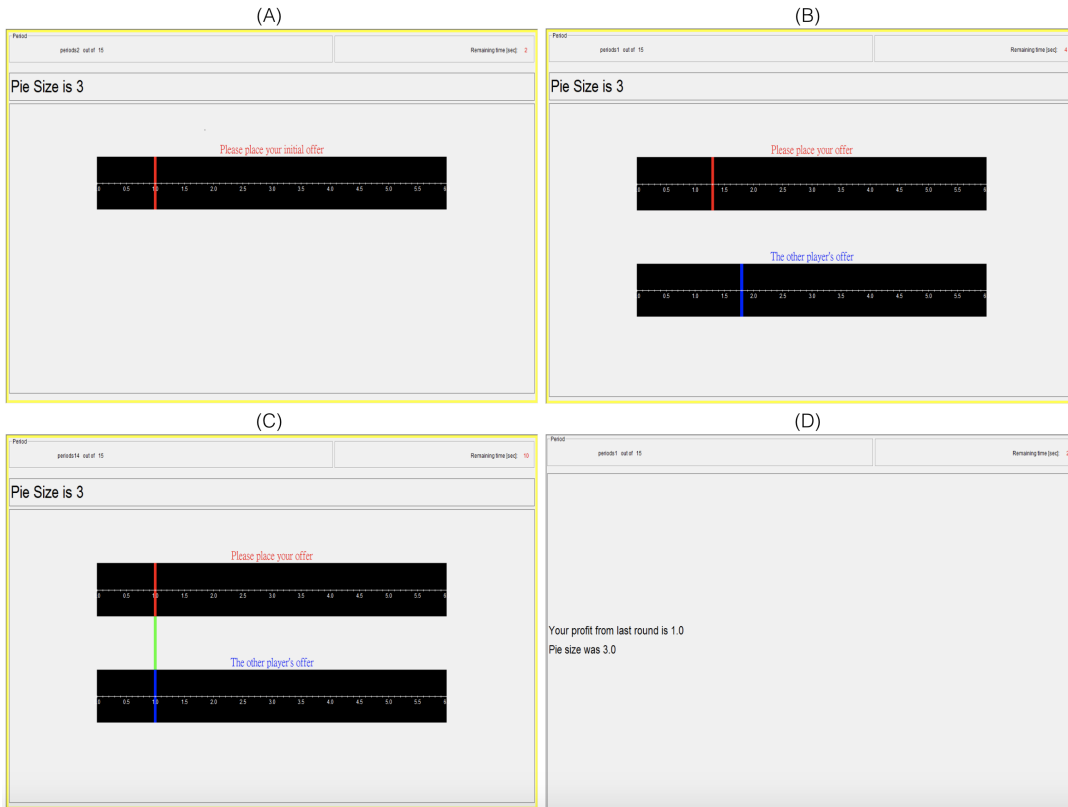 (A)
Period
periods2 out of 15
Remaining time [sec]: 2
Pie Size is 3
Please place your initial offer
.0 0.5 1.0 1.5 2.0 2.5 3.0 3.5 4.0 4.5 5.0 5.5 6
(B)
Period
periods1 out of 15
Remaining time [sec]: 4
Pie Size is 3
Please place your offer
.0 0.5 1.0 1.5 2.0 2.5 3.0 3.5 4.0 4.5 5.0 5.5 6
The other player's offer
.0 0.5 1.0 1.5 2.0 2.5 3.0 3.5 4.0 4.5 5.0 5.5 6
(C)
Period
periods14 out of 15
Remaining time [sec]: 10
Pie Size is 3
Please place your offer
.0 0.5 1.0 1.5 2.0 2.5 3.0 3.5 4.0 4.5 5.0 5.5 6
The other player's offer
.0 0.5 1.0 1.5 2.0 2.5 3.0 3.5 4.0 4.5 5.0 5.5 6
(D)
Period
periods1 out of 15
Remaining time [sec]: 2
Your profit from last round is 1.0
Pie size was 3.0